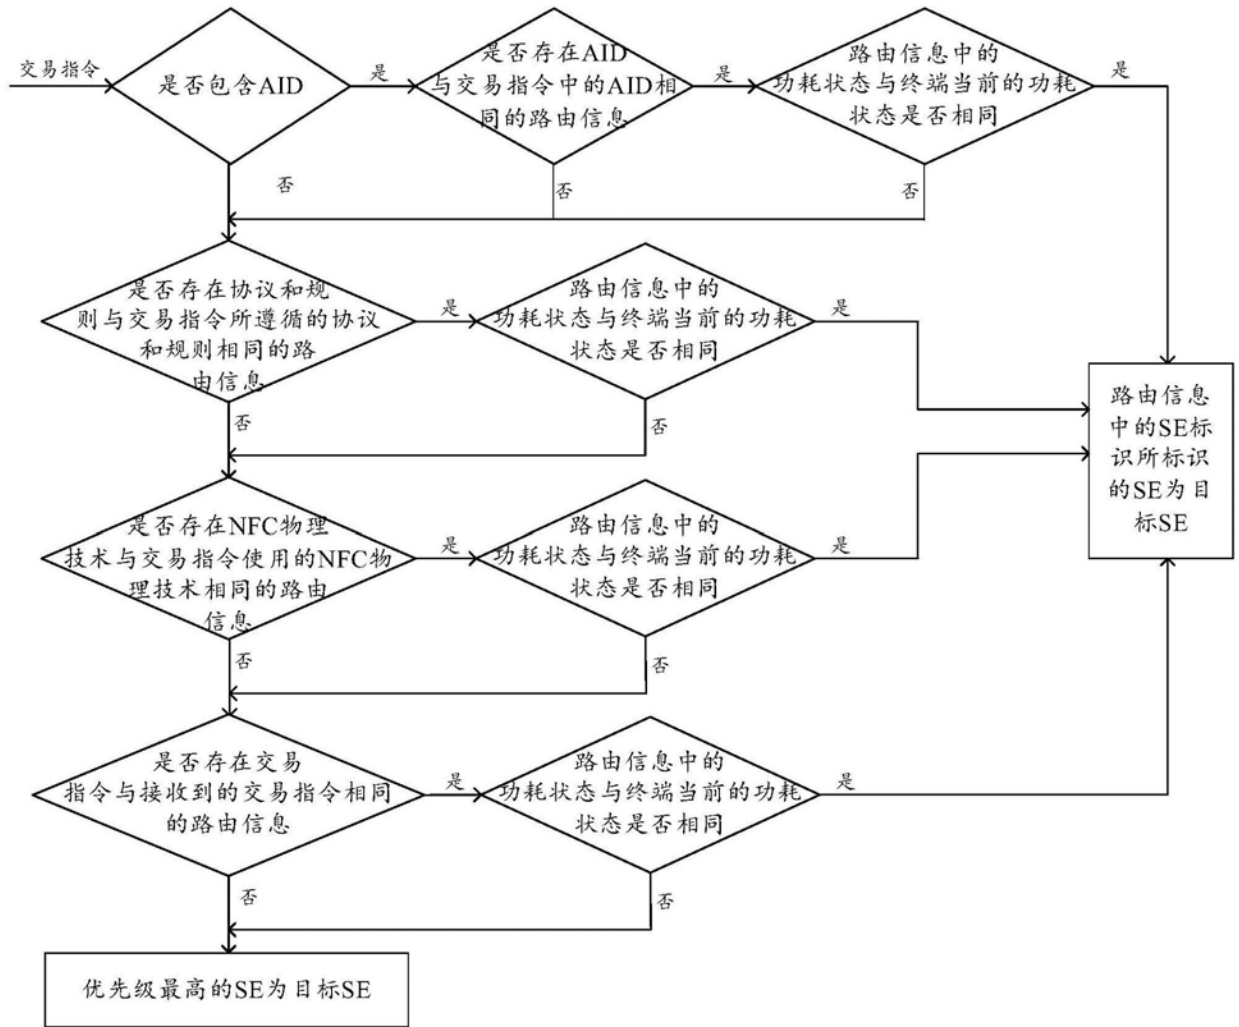 交易指令
是否包含AID
是
是否存在AID
与交易指令中的AID相
同的路由信息
是
路由信息中的
功耗状态与终端当前的功耗
状态是否相同
是
否
否
否
是否存在协议和规
则与交易指令所遵循的协议
和规则相同的路
由信息
是
路由信息中的
功耗状态与终端当前的功耗
状态是否相同
是
否
否
路由信息
中的SE标
识所标识
的SE为目
标SE
是否存在NFC物理
技术与交易指令使用的NFC物
理技术相同的路由
信息
是
路由信息中的
功耗状态与终端当前的功耗
状态是否相同
是
否
否
是否存在交易
指令与接收到的交易指令相同
的路由信息
是
路由信息中的
功耗状态与终端当前的功耗
状态是否相同
是
否
否
优先级最高的SE为目标SE